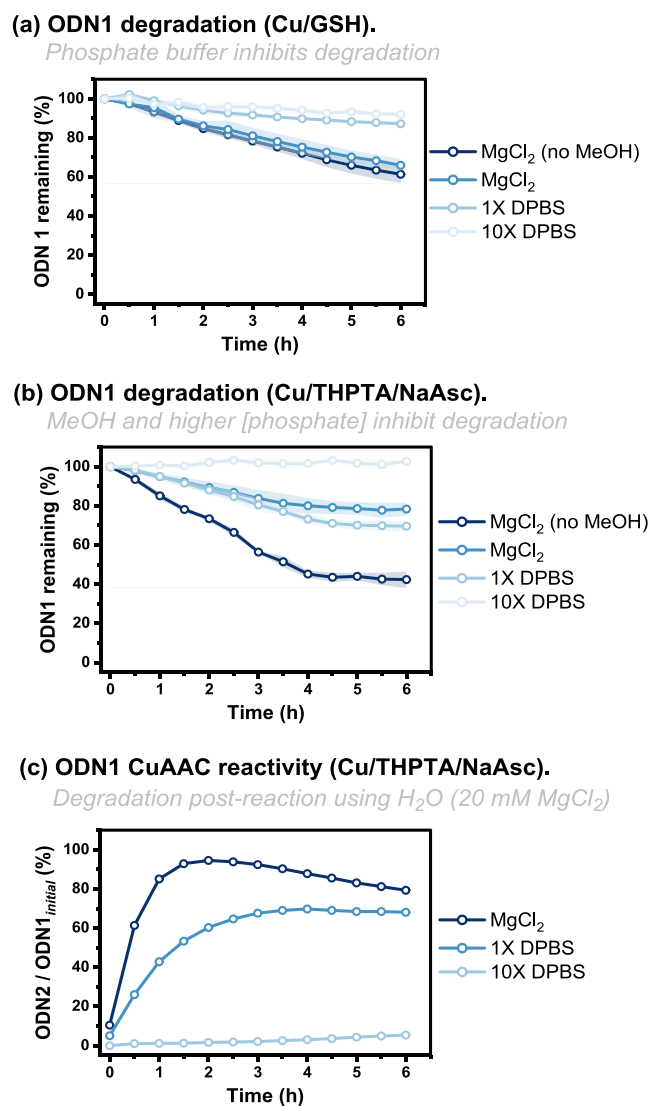 (a) ODN1 degradation (Cu/GSH).
Phosphate buffer inhibits degradation
100
80
60
40
20
0
ODN 1 remaining (%)
0 1 2 3 4 5 6
Time (h)
MgCl₂ (no MeOH)
MgCl₂
1X DPBS
10X DPBS
(b) ODN1 degradation (Cu/THPTA/NaAsc).
MeOH and higher [phosphate] inhibit degradation
100
80
60
40
20
0
ODN1 remaining (%)
0 1 2 3 4 5 6
Time (h)
MgCl₂ (no MeOH)
MgCl₂
1X DPBS
10X DPBS
(c) ODN1 CuAAC reactivity (Cu/THPTA/NaAsc).
Degradation post-reaction using H₂O (20 mM MgCl₂)
100
80
60
40
20
0
ODN2 / ODN1initial (%)
0 1 2 3 4 5 6
Time (h)
MgCl₂
1X DPBS
10X DPBS